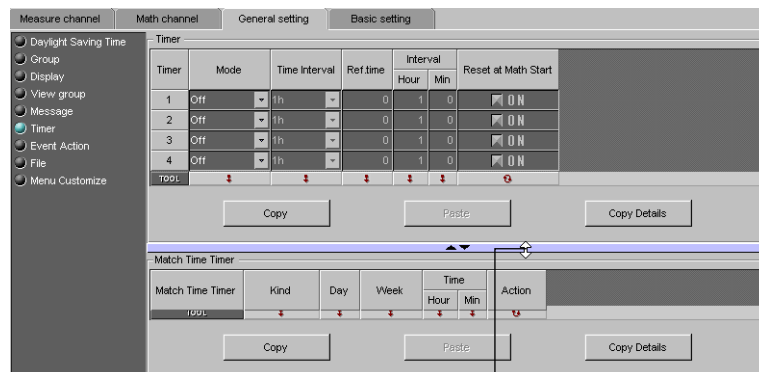 Measure channel Math channel General setting Basic setting
Daylight Saving Time
Group
Display
View group
Message
Timer
Event Action
File
Menu Customize
Timer
Timer Mode Time Interval Ref.time Interval Reset at Math Start
Hour Min
1 Off 1h 0 1 0 ON
2 Off 1h 0 1 0 ON
3 Off 1h 0 1 0 ON
4 Off 1h 0 1 0 ON
TOOL
Copy Paste Copy Details
Match Time Timer
Match Time Timer Kind Day Week Time Action
Hour Min
TOOL
Copy Paste Copy Details